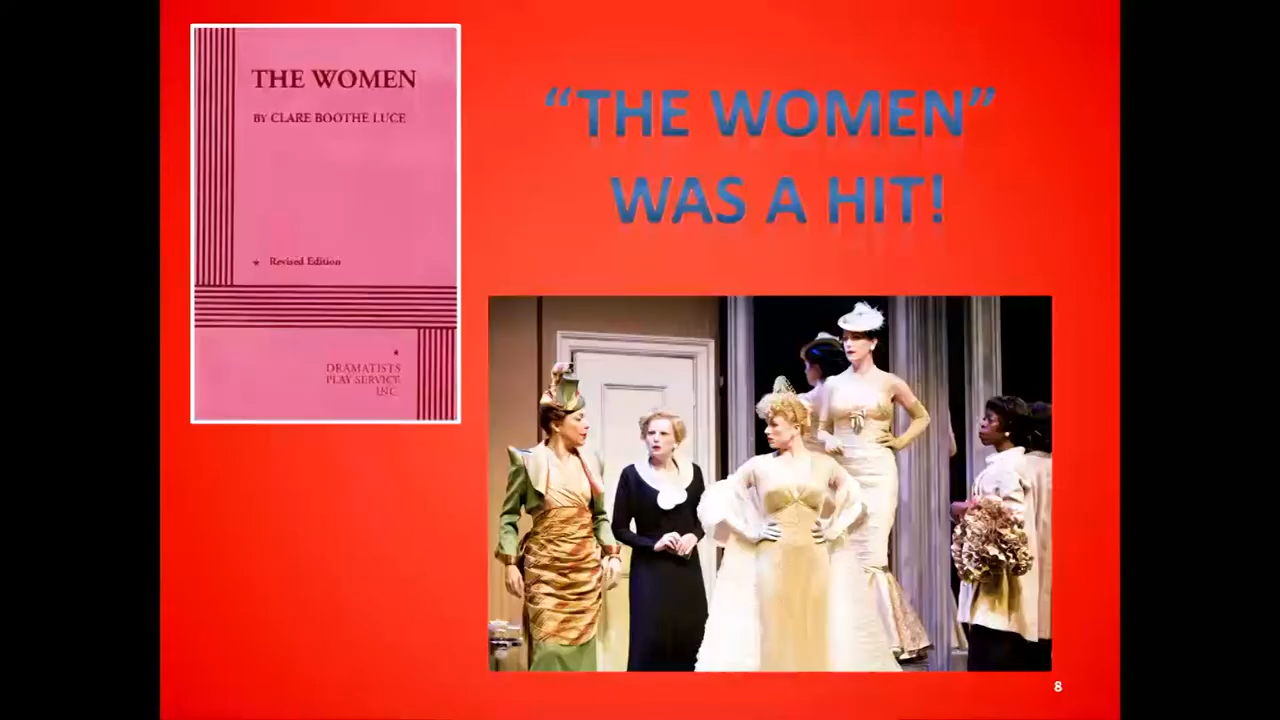 THE WOMEN
BY CLARE BOOTHE LUCE
★ Revised Edition
★
DRAMATISTS
PLAY SERVICE
INC.
“THE WOMEN”
WAS A HIT!
8